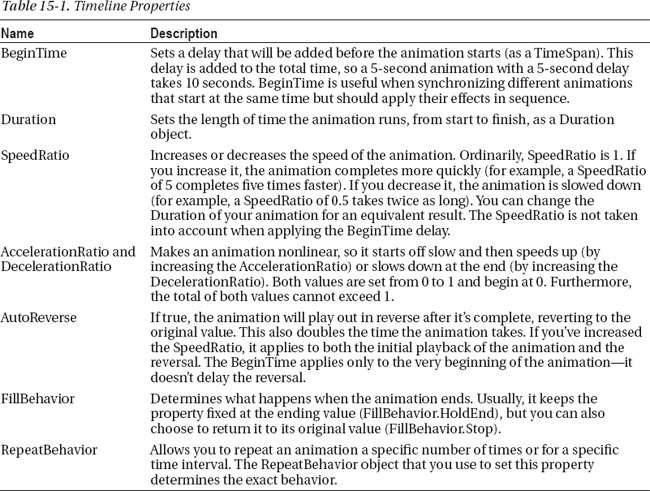 Table 15-1. Timeline Properties
Name Description
BeginTime Sets a delay that will be added before the animation starts (as a TimeSpan). This
delay is added to the total time, so a 5-second animation with a 5-second delay
takes 10 seconds. BeginTime is useful when synchronizing different animations
that start at the same time but should apply their effects in sequence.
Duration Sets the length of time the animation runs, from start to finish, as a Duration
object.
SpeedRatio Increases or decreases the speed of the animation. Ordinarily, SpeedRatio is 1. If
you increase it, the animation completes more quickly (for example, a SpeedRatio
of 5 completes five times faster). If you decrease it, the animation is slowed down
(for example, a SpeedRatio of 0.5 takes twice as long). You can change the
Duration of your animation for an equivalent result. The SpeedRatio is not taken
into account when applying the BeginTime delay.
AccelerationRatio and Makes an animation nonlinear, so it starts off slow and then speeds up (by
DecelerationRatio increasing the AccelerationRatio) or slows down at the end (by increasing the
DecelerationRatio). Both values are set from 0 to 1 and begin at 0. Furthermore,
the total of both values cannot exceed 1.
AutoReverse If true, the animation will play out in reverse after it's complete, reverting to the
original value. This also doubles the time the animation takes. If you've increased
the SpeedRatio, it applies to both the initial playback of the animation and the
reversal. The BeginTime applies only to the very beginning of the animation—it
doesn't delay the reversal.
FillBehavior Determines what happens when the animation ends. Usually, it keeps the
property fixed at the ending value (FillBehavior.HoldEnd), but you can also
choose to return it to its original value (FillBehavior.Stop).
RepeatBehavior Allows you to repeat an animation a specific number of times or for a specific
time interval. The RepeatBehavior object that you use to set this property
determines the exact behavior.